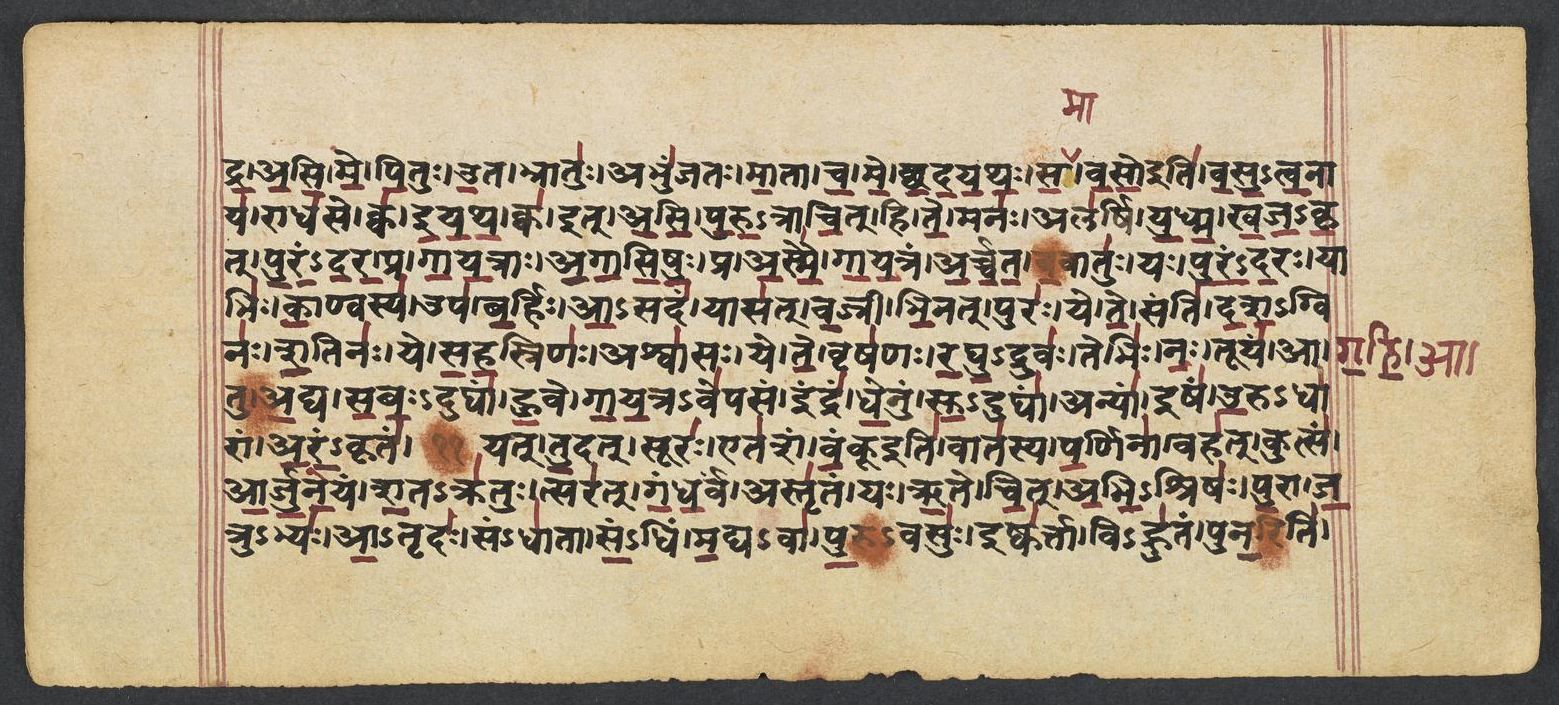 मा
द्र।असि।मे।पितुः।उत।भ्रातुः।अभुंजतः।माता।च।मे।छदयथः।सा।वसोइति।वसुऽत्वना
य।राधसे।क्व।इयथ।क्व।इत्।असि।पुरुऽत्रा।चित्।हि।ते।मनः।अलर्षि।युध्म।खजऽकृ
त्।पुरंऽदर।प्र।गायत्राः।अगासिषुः।प्र।अस्मै।गायत्रं।अर्च्चत।वावातुः।यः।पुरंऽदरः।या
भिः।काण्वस्य।उप।बर्हिः।आऽसदं।यासत्।वज्री।भिनत्।पुरः।ये।ते।संति।दशऽग्वि
नः।शतिनः।ये।सहस्रिणः।अश्वासः।ये।ते।वृषणः।रघुऽद्रुवः।तेभिः।नः।तूयं।आ।गहि।आ।
तु।अद्य।सबःऽदुघां।हुवे।गायत्रऽवेपसं।इंद्रं।धेनुं।सुऽदुघां।अन्यां।इषं।उरुऽधा
रां।अरंऽकृतं। ११ यत्।तुदत्।सूरः।एतशं।वंकूइति।वातस्य।पर्णिना।वहत्।कुत्सं।
आर्जुनेयं।शतऽक्रतुः।त्सरत्।गंधर्वं।अस्तृतं।यः।ऋते।चित्।अभिऽश्रिषः।पुरा।ज
त्रुऽभ्यः।आऽतृदः।संऽधाता।संऽधिं।मघऽवा।पुरुऽवसुः।इष्कर्त्ता।विऽह्रुतं।पुनरिति।